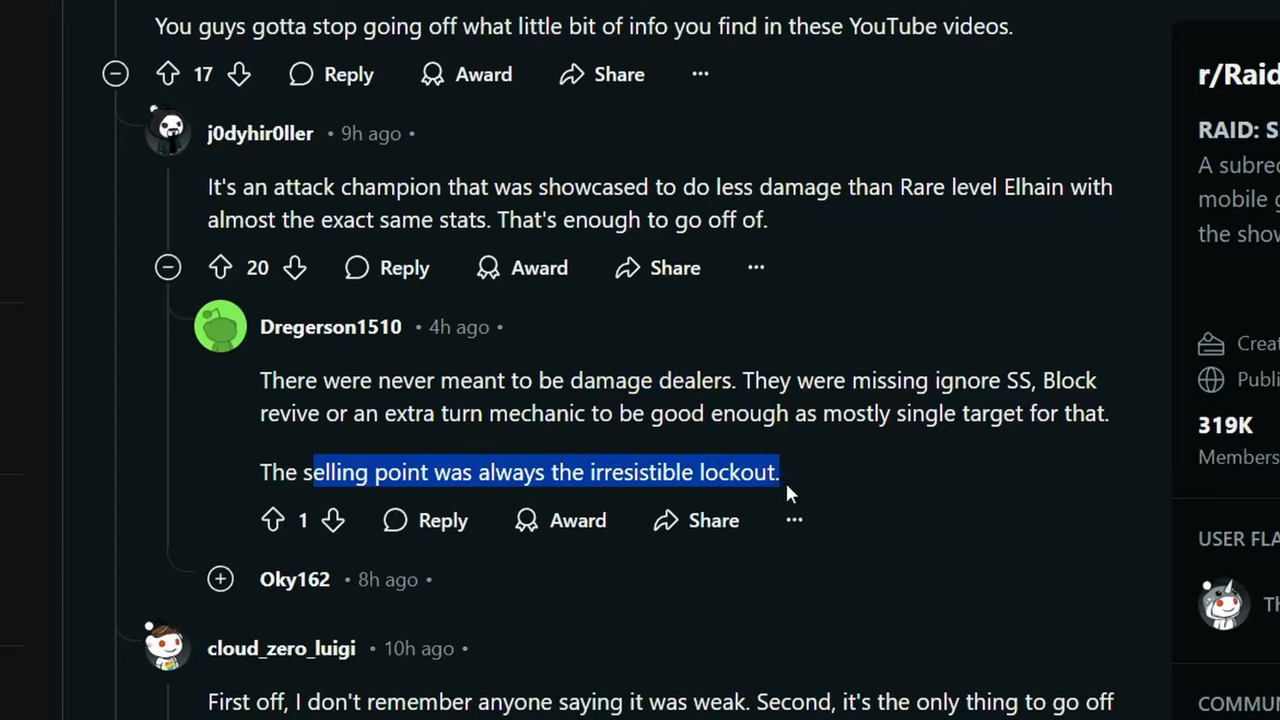 You guys gotta stop going off what little bit of info you find in these YouTube videos.
17 Reply Award Share ...
j0dyhir0ller • 9h ago •
It's an attack champion that was showcased to do less damage than Rare level Elhain with
almost the exact same stats. That's enough to go off of.
20 Reply Award Share ...
Dregerson1510 • 4h ago •
There were never meant to be damage dealers. They were missing ignore SS, Block
revive or an extra turn mechanic to be good enough as mostly single target for that.
The selling point was always the irresistible lockout.
1 Reply Award Share ...
Oky162 • 8h ago •
cloud_zero_luigi • 10h ago •
First off, I don't remember anyone saying it was weak. Second, it's the only thing to go off
r/Raid
RAID: S
A subred
mobile g
the show
Crea
Publi
319K
Members
USER FLA
Th
COMMU